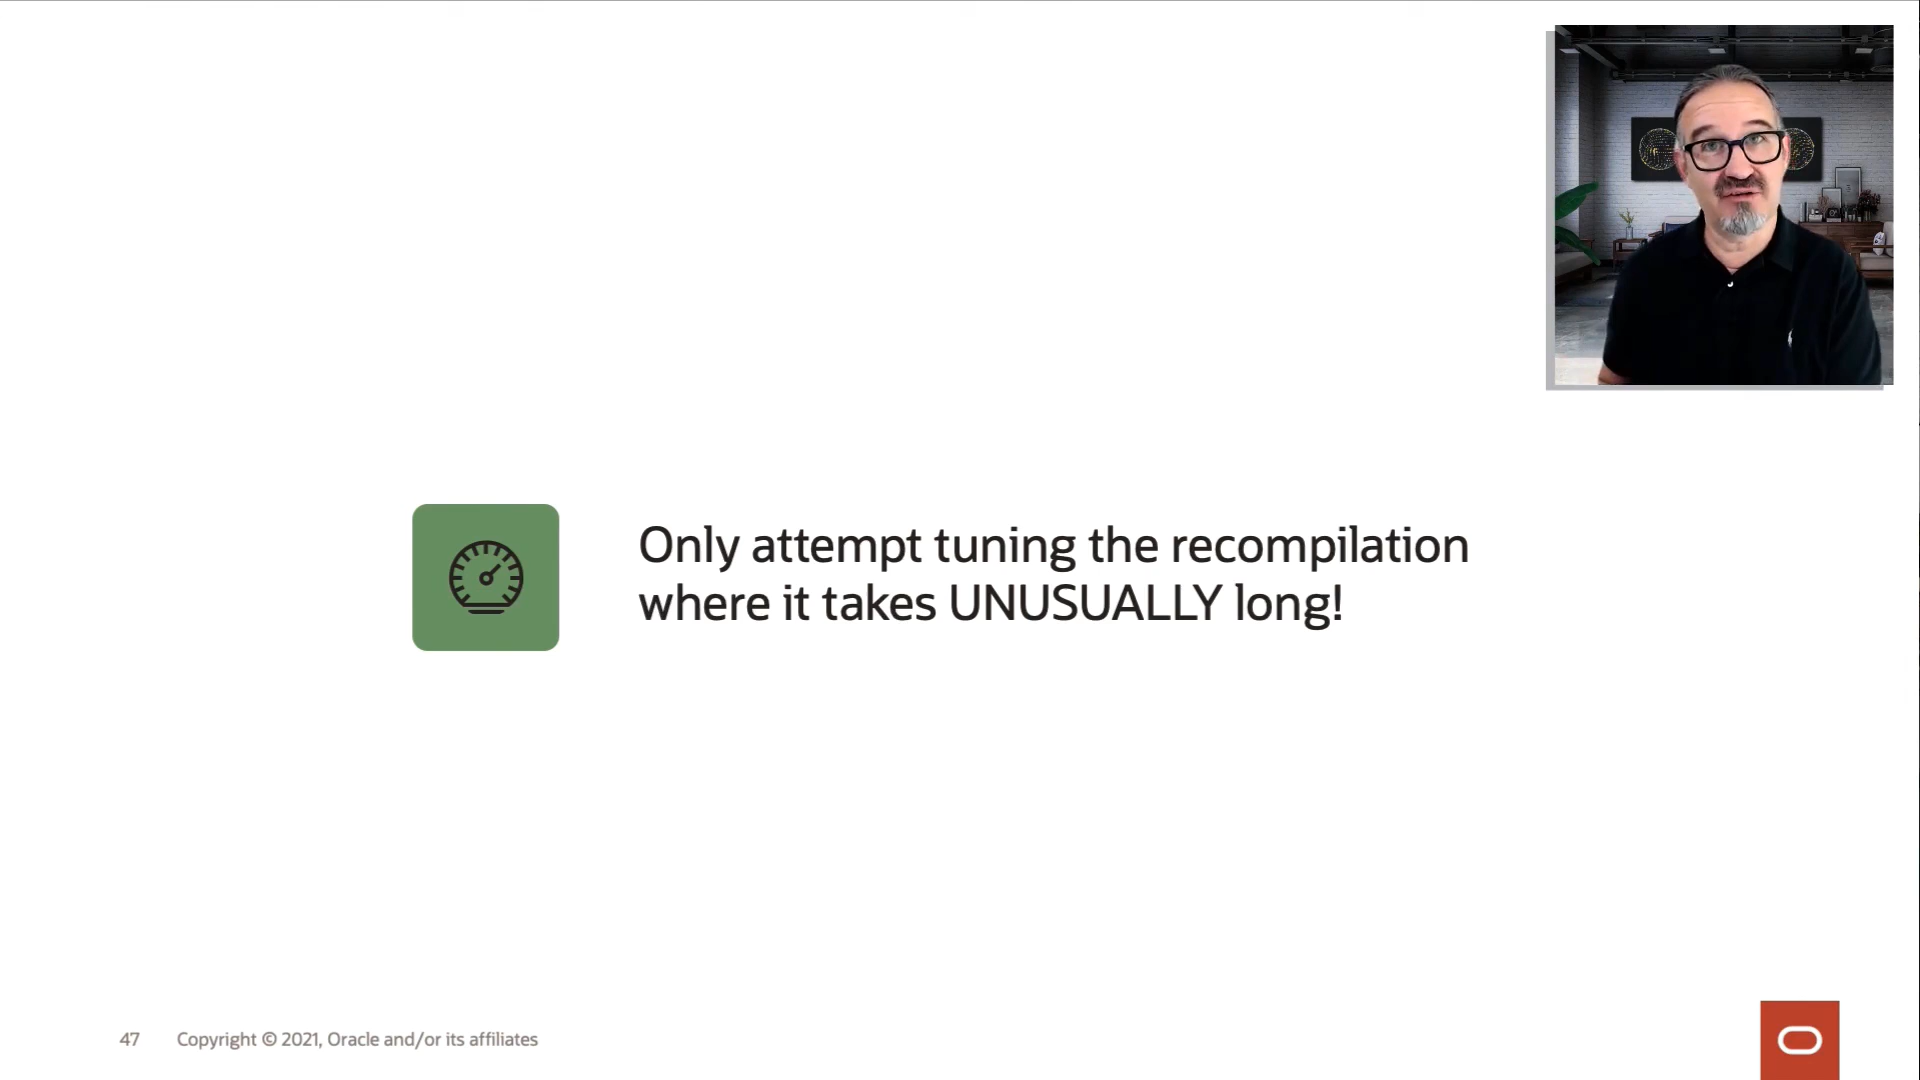 Only attempt tuning the recompilation
where it takes UNUSUALLY long!
47 Copyright © 2021, Oracle and/or its affiliates